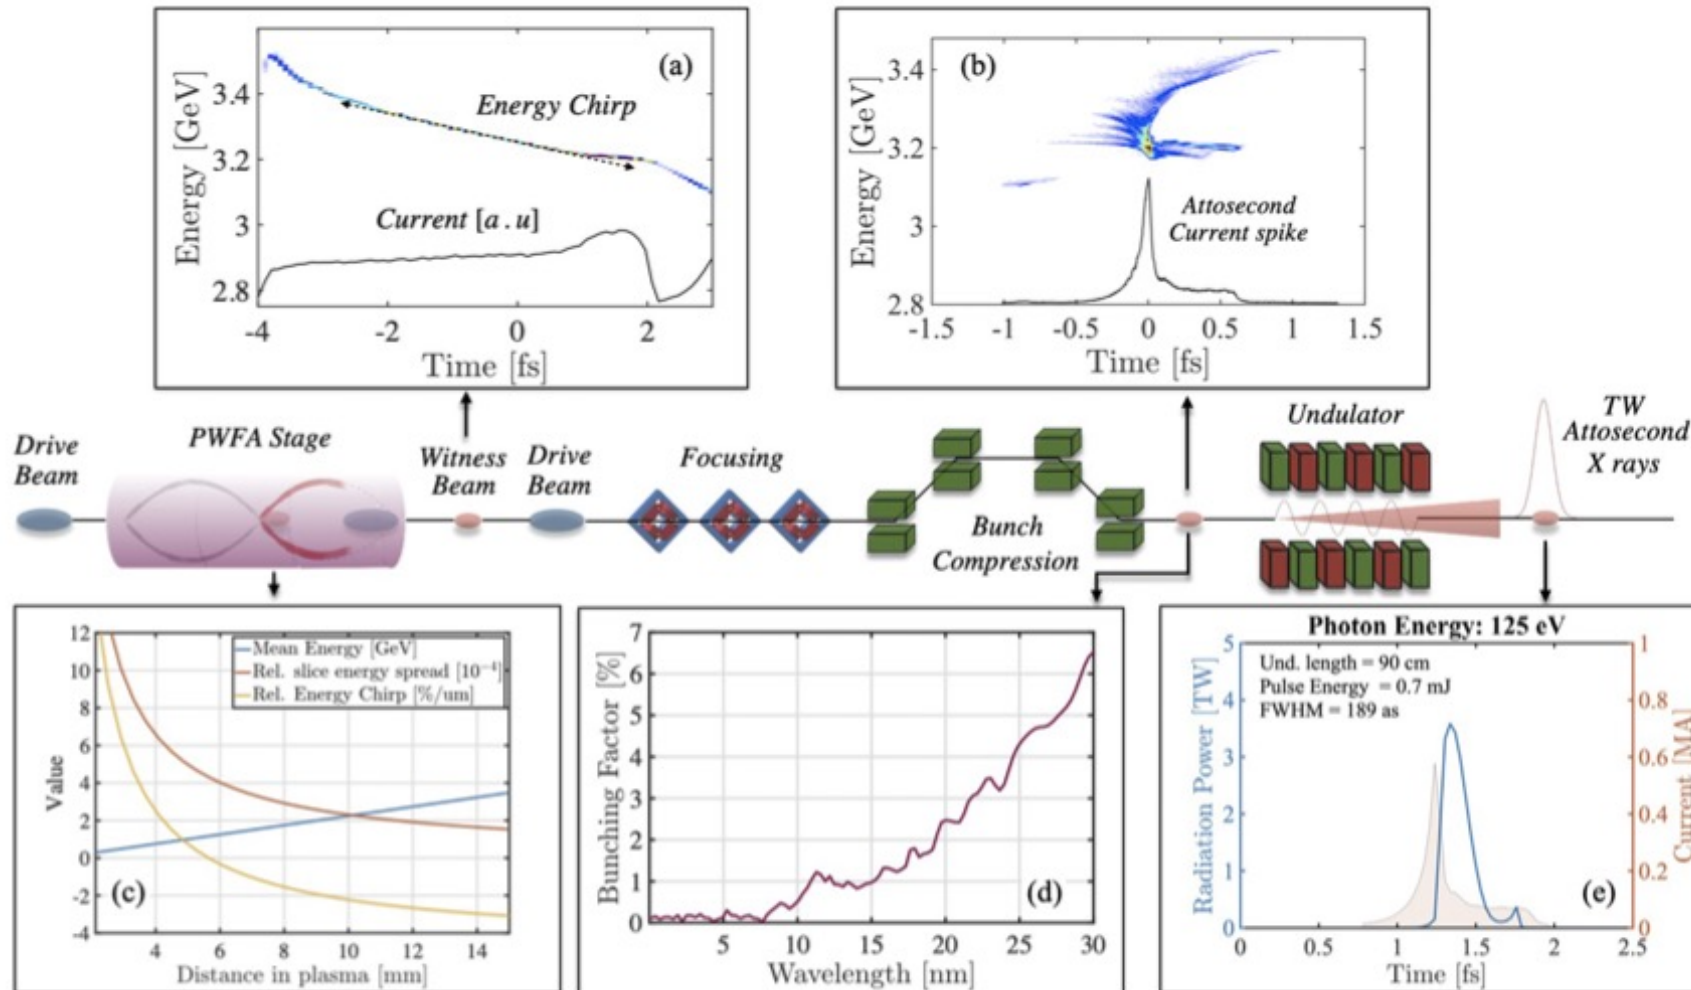 (a)
Energy Chirp
Current [a.u]
Energy [GeV]
3.4
3.2
3
2.8
-4
-2
0
2
Time [fs]
(b)
Attosecond
Current spike
Energy [GeV]
3.4
3.2
3
2.8
-1.5
-1
-0.5
0
0.5
1
1.5
Time [fs]
Drive
Beam
PWFA Stage
Witness
Beam
Drive
Beam
Focusing
Bunch
Compression
Undulator
TW
Attosecond
X rays
12
10
8
6
4
2
0
-2
-4
Value
Mean Energy [GeV]
Rel. slice energy spread [10⁻⁴]
Rel. Energy Chirp [%/um]
(c)
4
6
8
10
12
14
Distance in plasma [mm]
7
6
5
4
3
2
1
0
Bunching Factor [%]
(d)
5
10
15
20
25
30
Wavelength [nm]
Photon Energy: 125 eV
Und. length = 90 cm
Pulse Energy = 0.7 mJ
FWHM = 189 as
Radiation Power [TW]
5
4
3
2
1
0
1
0.8
0.6
0.4
0.2
0
Current [MA]
(e)
0
0.5
1
1.5
2
2.5
Time [fs]